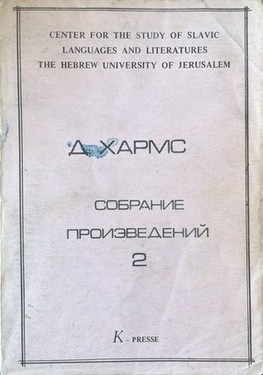 CENTER FOR THE STUDY OF SLAVIC
LANGUAGES AND LITERATURES
THE HEBREW UNIVERSITY OF JERUSALEM
Д. ХАРМС
СОБРАНИЕ
ПРОИЗВЕДЕНИЙ
2
K – PRESSE